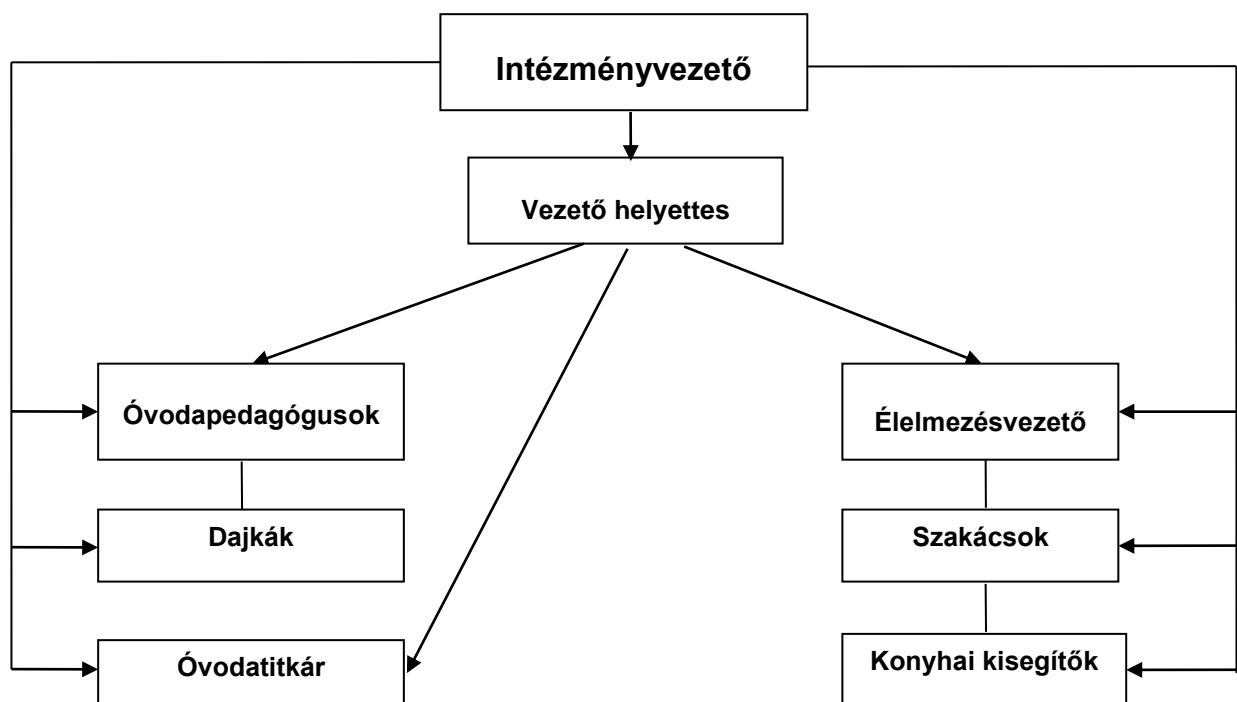 Intézményvezető
Vezető helyettes
Óvodapedagógusok
Élelmezésvezető
Dajkák
Szakácsok
Óvodatitkár
Konyhai kisegítők